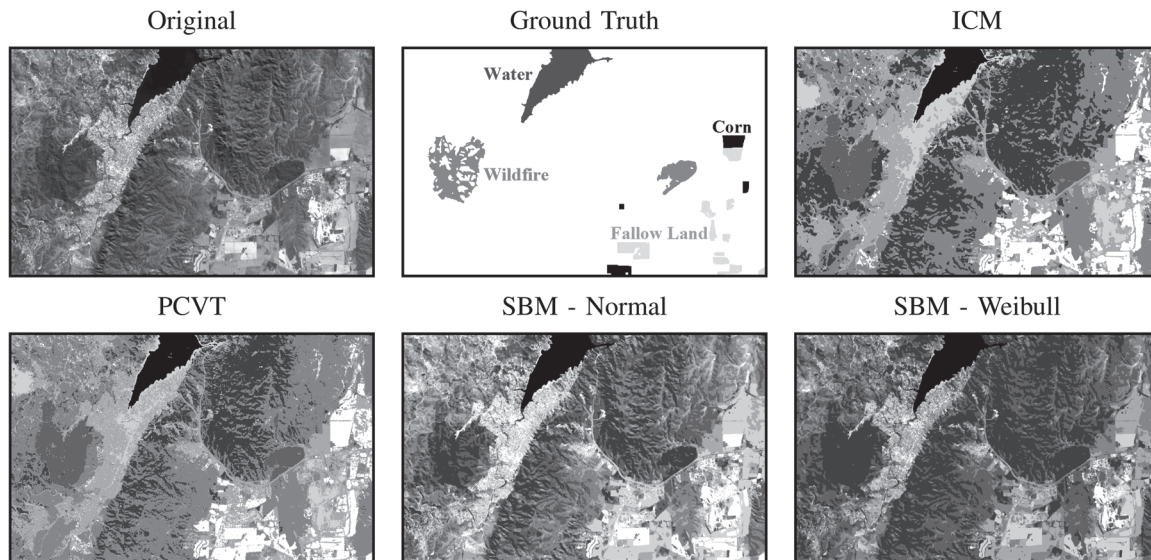 Original
Ground Truth
ICM
Water
Corn
Wildfire
Fallow Land
PCVT
SBM - Normal
SBM - Weibull